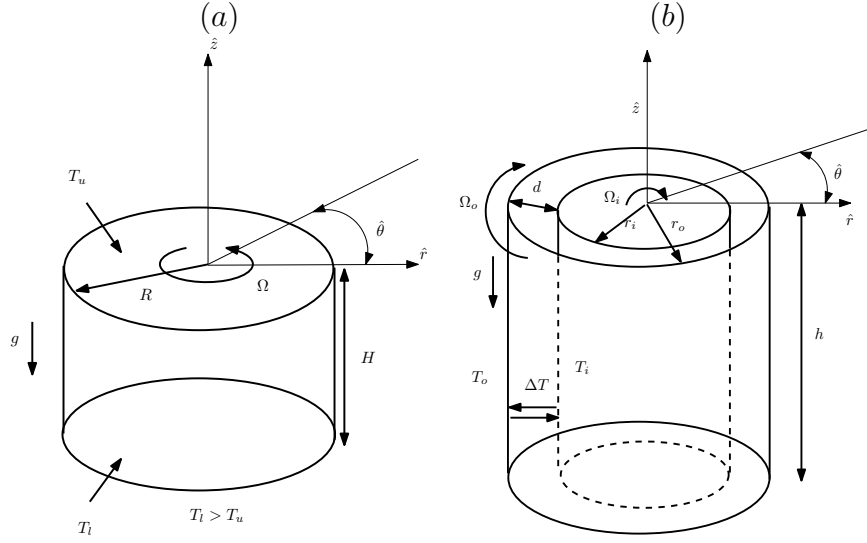 (a)
ẑ
T_u
θ̂
r̂
R
Ω
g
H
T_l
T_l > T_u
(b)
ẑ
θ̂
Ω_o
d
Ω_i
r̂
r_i
r_o
g
h
T_o
T_i
ΔT